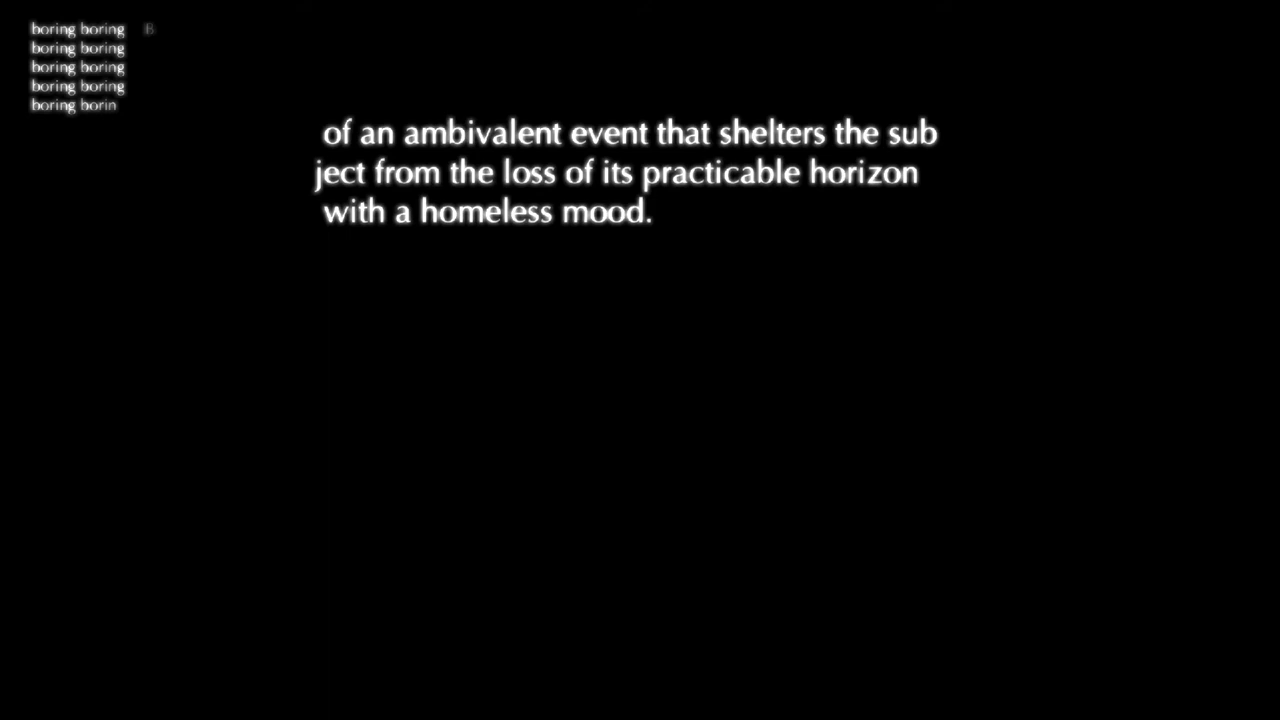 boring boring B
boring boring
boring boring
boring boring
boring borin
of an ambivalent event that shelters the sub
ject from the loss of its practicable horizon
with a homeless mood.